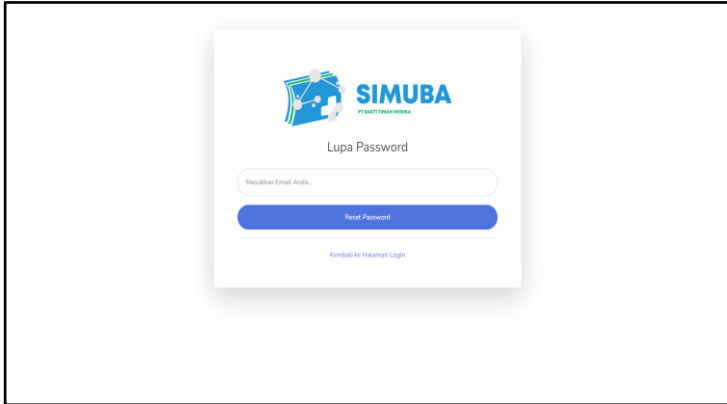 SIMUBA
PT BAKTI TIMAH MEDIKA
Lupa Password
Masukkan Email Anda...
Reset Password
Kembali ke Halaman Login